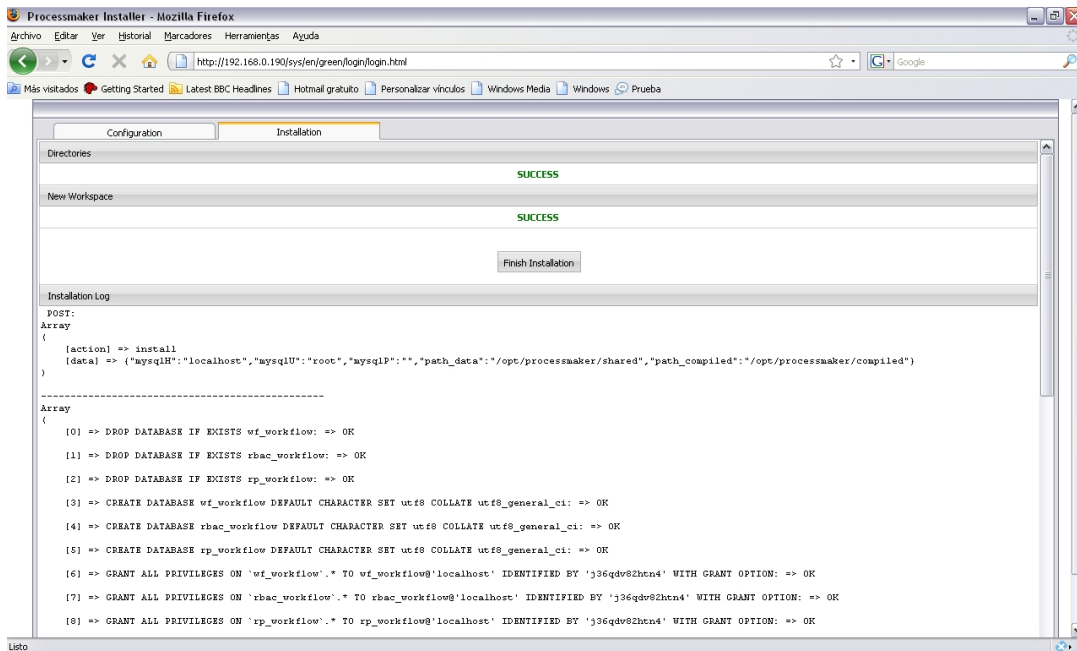 Processmaker Installer - Mozilla Firefox
Archivo Editar Ver Historial Marcadores Herramientas Ayuda
http://192.168.0.190/sys/en/green/login/login.html
G Google
Más visitados Getting Started Latest BBC Headlines Hotmail gratuito Personalizar vínculos Windows Media Windows Prueba
Configuration Installation
Directories
SUCCESS
New Workspace
SUCCESS
Finish Installation
Installation Log
POST:
Array
(
[action] => install
[data] => {"mysqlH":"localhost","mysqlU":"root","mysqlP":"","path_data":"/opt/processmaker/shared","path_compiled":"/opt/processmaker/compiled"}
)
------------------------------------------------
Array
(
[0] => DROP DATABASE IF EXISTS wf_workflow: => OK
[1] => DROP DATABASE IF EXISTS rbac_workflow: => OK
[2] => DROP DATABASE IF EXISTS rp_workflow: => OK
[3] => CREATE DATABASE wf_workflow DEFAULT CHARACTER SET utf8 COLLATE utf8_general_ci: => OK
[4] => CREATE DATABASE rbac_workflow DEFAULT CHARACTER SET utf8 COLLATE utf8_general_ci: => OK
[5] => CREATE DATABASE rp_workflow DEFAULT CHARACTER SET utf8 COLLATE utf8_general_ci: => OK
[6] => GRANT ALL PRIVILEGES ON `wf_workflow`.* TO wf_workflow@'localhost' IDENTIFIED BY 'j36qdv82htn4' WITH GRANT OPTION: => OK
[7] => GRANT ALL PRIVILEGES ON `rbac_workflow`.* TO rbac_workflow@'localhost' IDENTIFIED BY 'j36qdv82htn4' WITH GRANT OPTION: => OK
[8] => GRANT ALL PRIVILEGES ON `rp_workflow`.* TO rp_workflow@'localhost' IDENTIFIED BY 'j36qdv82htn4' WITH GRANT OPTION: => OK
Listo